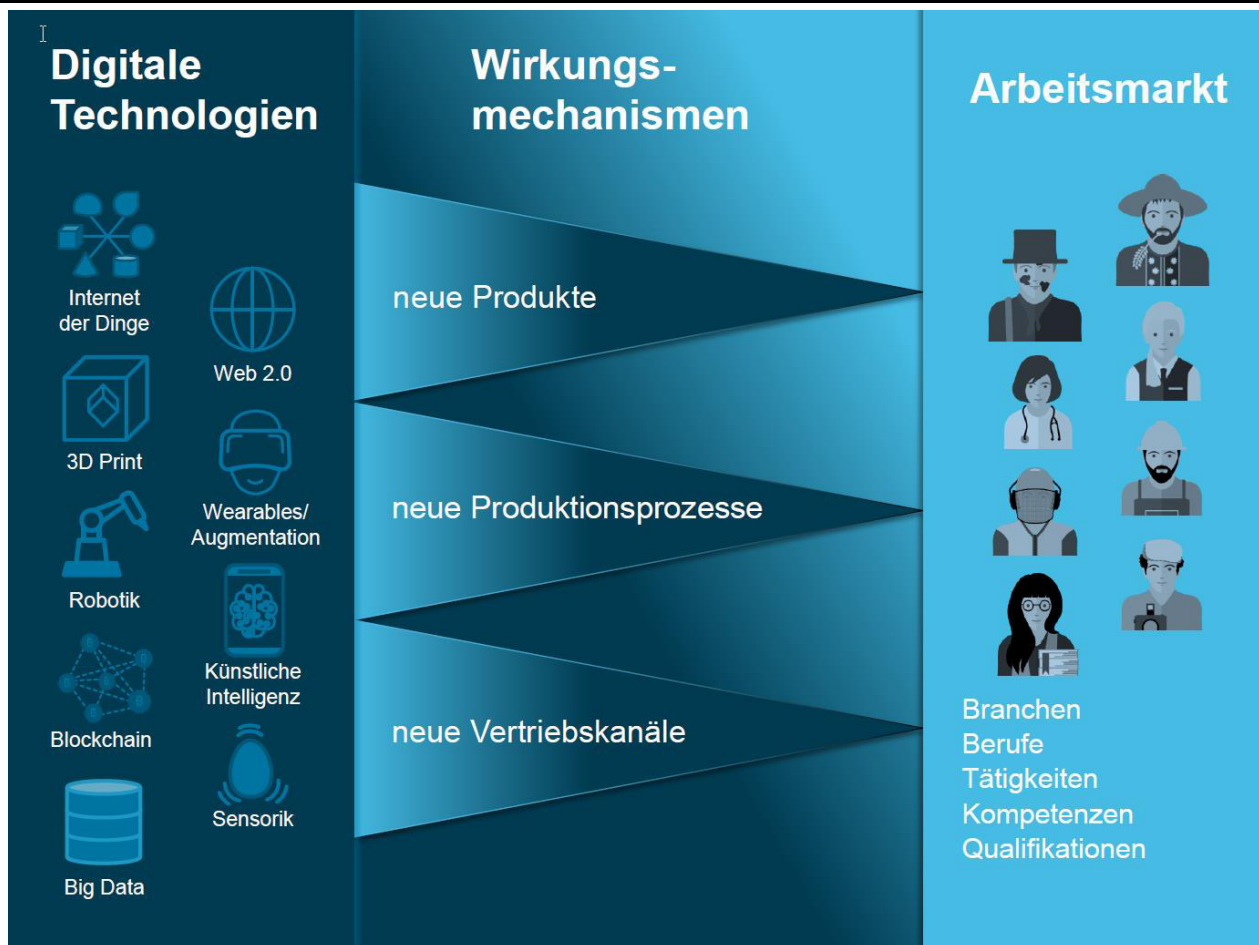 Digitale
Technologien
Internet
der Dinge
Web 2.0
3D Print
Wearables/
Augmentation
Robotik
Künstliche
Intelligenz
Blockchain
Sensorik
Big Data
Wirkungs-
mechanismen
neue Produkte
neue Produktionsprozesse
neue Vertriebskanäle
Arbeitsmarkt
Branchen
Berufe
Tätigkeiten
Kompetenzen
Qualifikationen